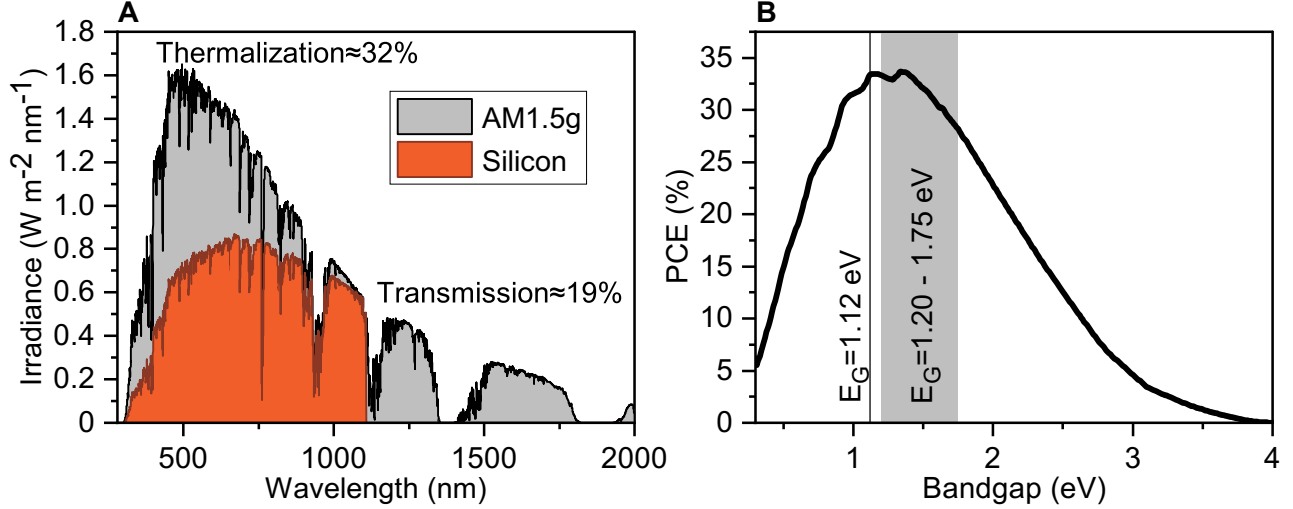 A
Thermalization≈32%
AM1.5g
Silicon
Transmission≈19%
1.8
1.6
1.4
1.2
1.0
0.8
0.6
0.4
0.2
0
Irradiance (W m-2 nm-1)
500
1000
1500
2000
Wavelength (nm)
B
35
30
25
20
15
10
5
0
PCE (%)
EG=1.12 eV
EG=1.20 - 1.75 eV
1
2
3
4
Bandgap (eV)